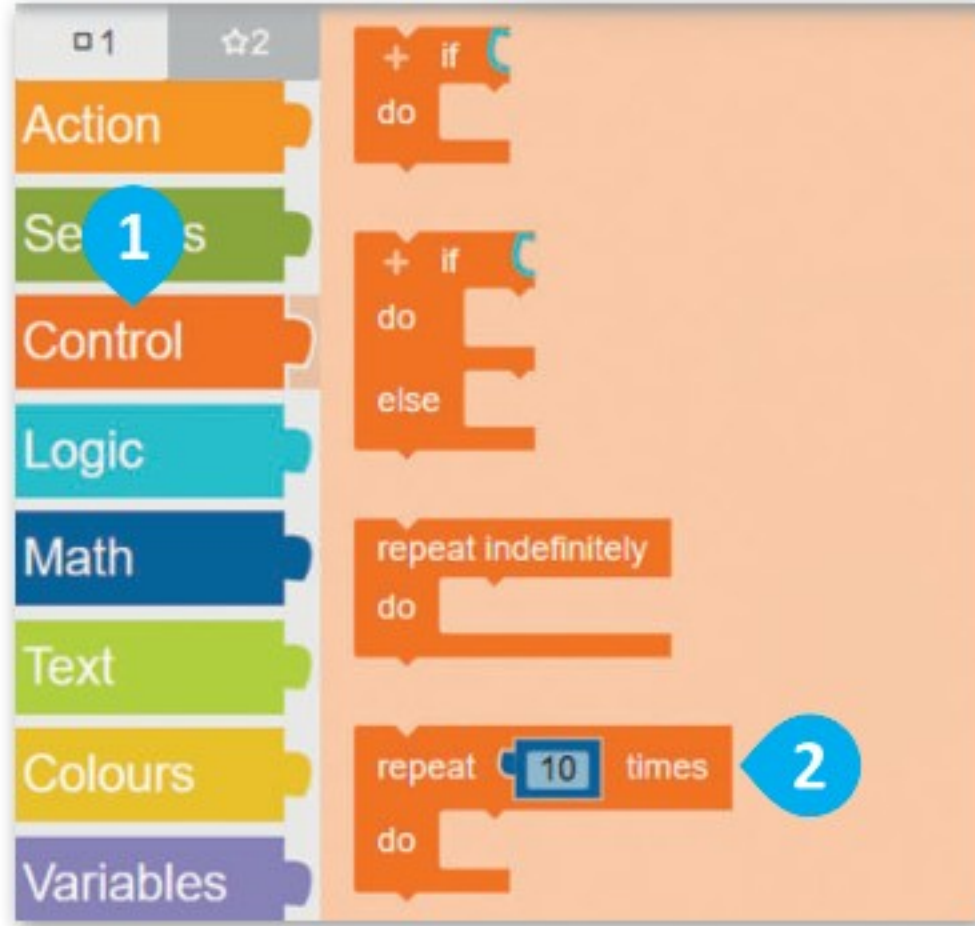 1
2
Action
Se
s
1
Control
Logic
Math
Text
Colours
Variables
+ if
do
+ if
do
else
repeat indefinitely
do
repeat 10 times
2
do